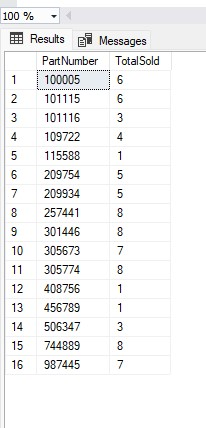 100 %
Results Messages
PartNumber TotalSold
1 100005 6
2 101115 6
3 101116 3
4 109722 4
5 115588 1
6 209754 5
7 209934 5
8 257441 8
9 301446 8
10 305673 7
11 305774 8
12 408756 1
13 456789 1
14 506347 3
15 744889 8
16 987445 7